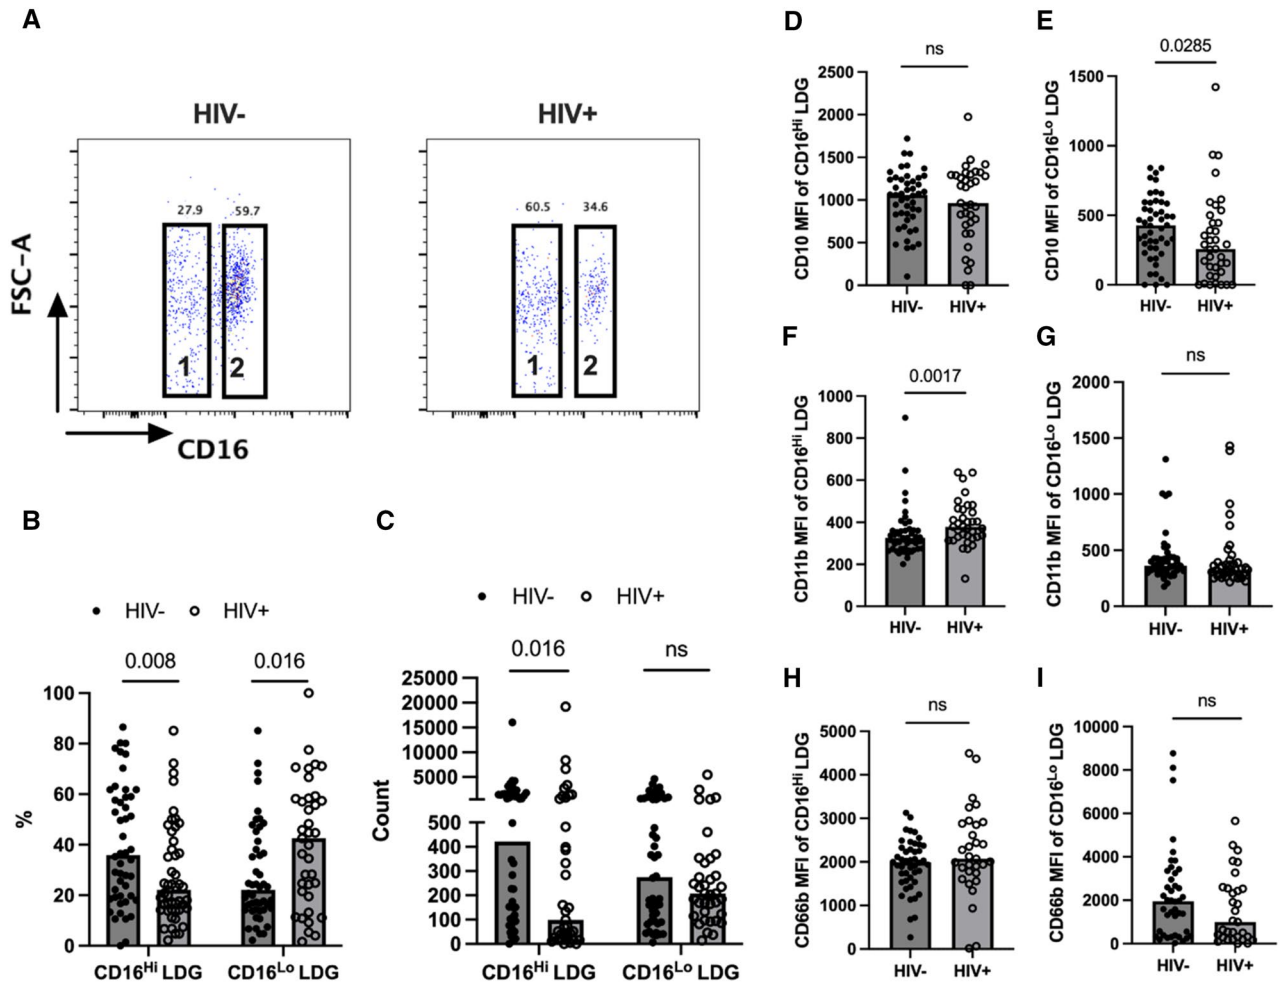 A
HIV-
HIV+
27.9
59.7
60.5
34.6
1
2
1
2
FSC-A
CD16
B
HIV-
HIV+
0.008
0.016
100
80
60
40
20
0
%
CD16Hi LDG
CD16Lo LDG
C
HIV-
HIV+
0.016
ns
25000
20000
15000
10000
5000
500
400
300
200
100
0
Count
CD16Hi LDG
CD16Lo LDG
D
ns
2500
2000
1500
1000
500
0
CD10 MFI of CD16Hi LDG
HIV-
HIV+
E
0.0285
1500
1000
500
0
CD10 MFI of CD16Lo LDG
HIV-
HIV+
F
0.0017
1000
800
600
400
200
0
CD11b MFI of CD16Hi LDG
HIV-
HIV+
G
ns
2000
1500
1000
500
0
CD11b MFI of CD16Lo LDG
HIV-
HIV+
H
ns
5000
4000
3000
2000
1000
0
CD66b MFI of CD16Hi LDG
HIV-
HIV+
I
ns
10000
8000
6000
4000
2000
0
CD66b MFI of CD16Lo LDG
HIV-
HIV+